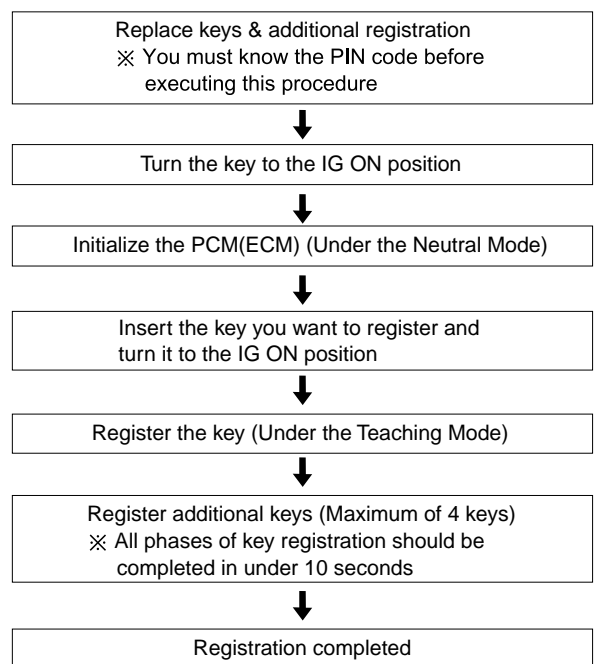 Replace keys & additional registration
※ You must know the PIN code before
executing this procedure
Turn the key to the IG ON position
Initialize the PCM(ECM) (Under the Neutral Mode)
Insert the key you want to register and
turn it to the IG ON position
Register the key (Under the Teaching Mode)
Register additional keys (Maximum of 4 keys)
※ All phases of key registration should be
completed in under 10 seconds
Registration completed